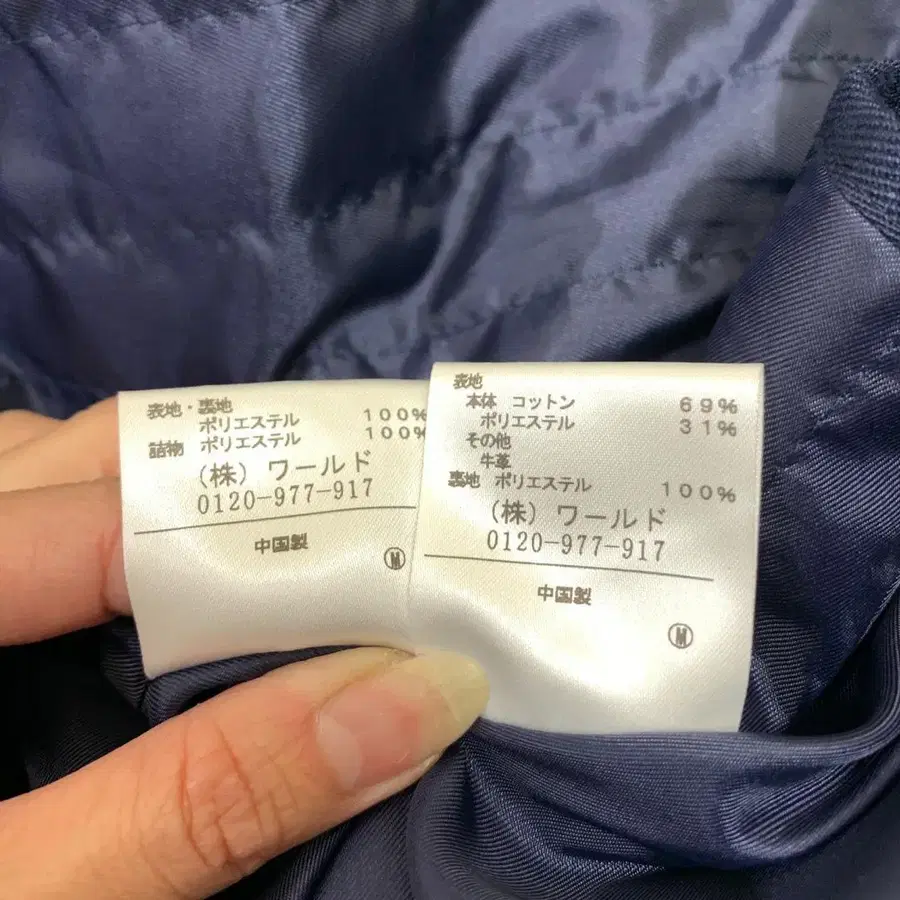 表地・裏地
ポリエステル 100%
詰物 ポリエステル 100%
(株) ワールド
0120-977-917
中国製
Ⓜ
表地
本体 コットン 69%
ポリエステル 31%
その他
牛革
裏地 ポリエステル 100%
(株) ワールド
0120-977-917
中国製
Ⓜ